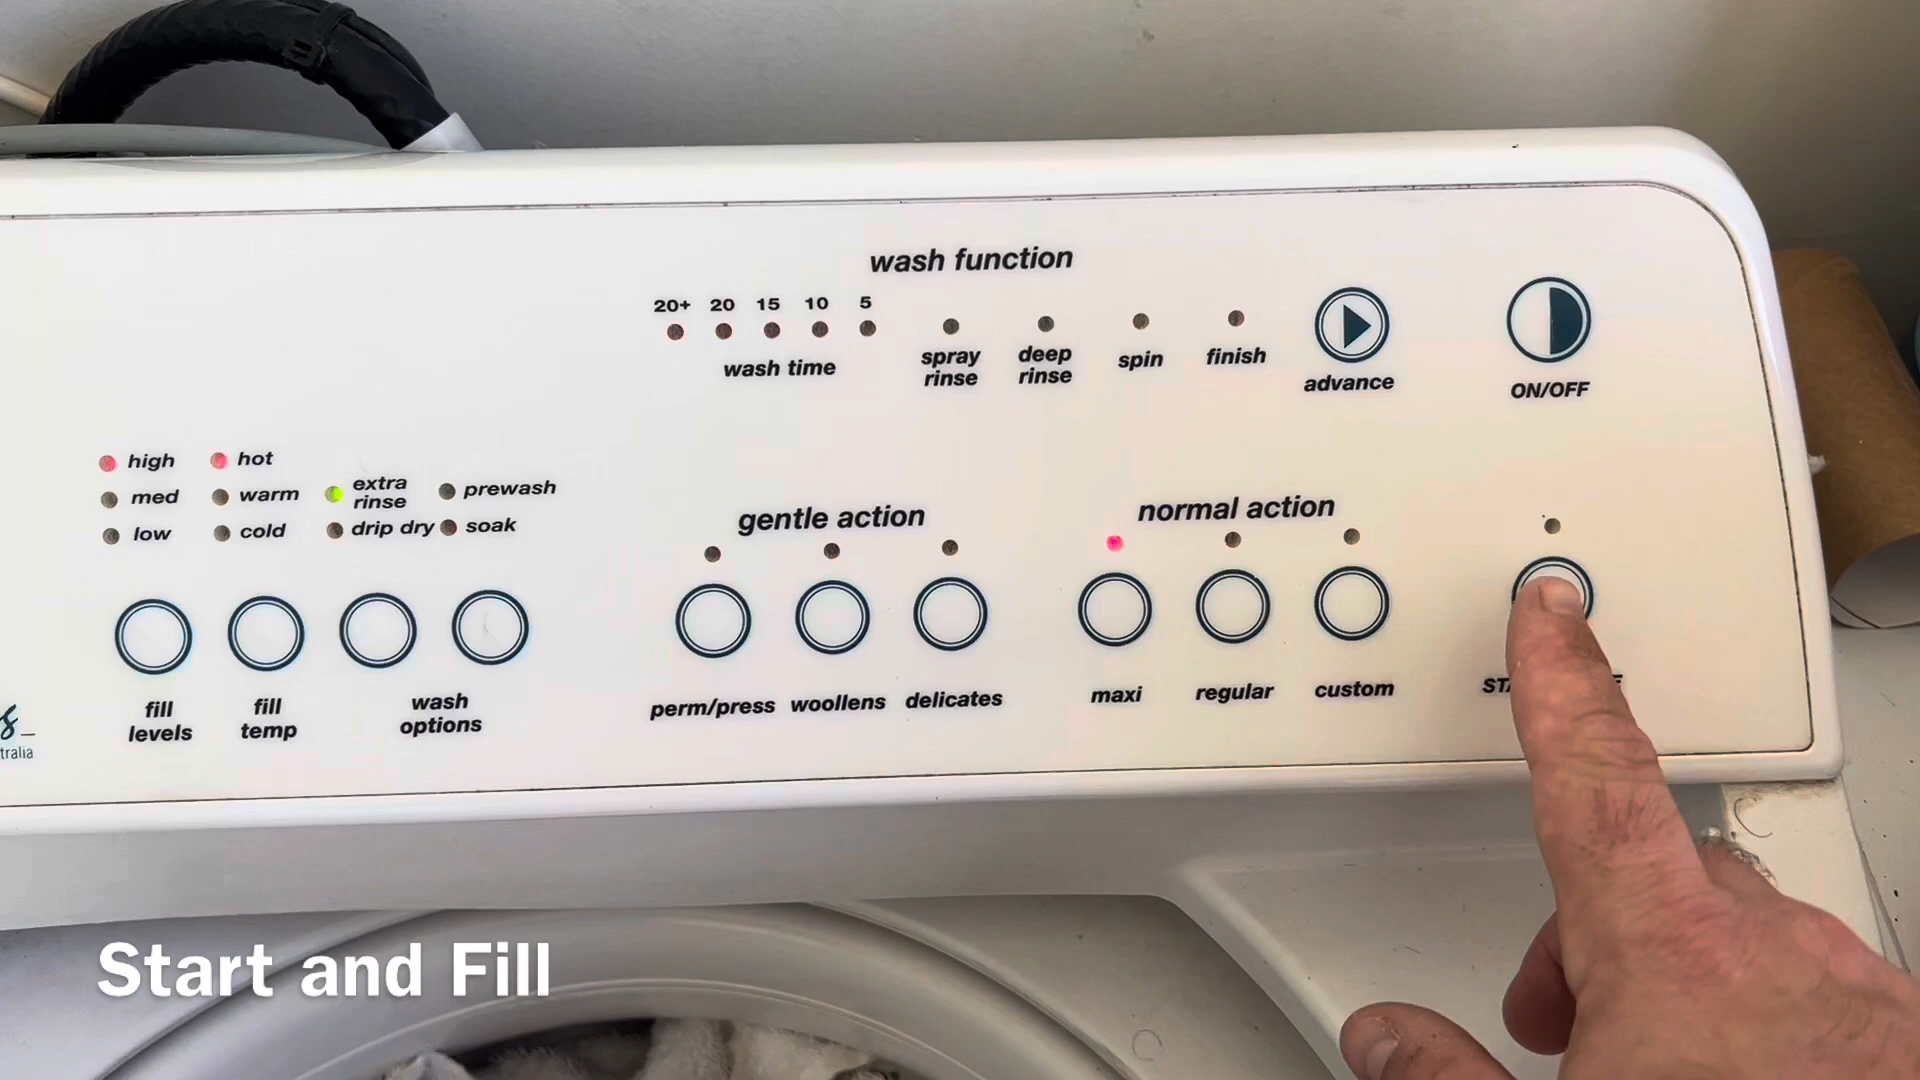 wash function
20+ 20 15 10 5
wash time
spray
rinse
deep
rinse
spin
finish
advance
ON/OFF
high
med
low
hot
warm
cold
extra
rinse
drip dry
prewash
soak
gentle action
normal action
fill
levels
fill
temp
wash
options
perm/press
woollens
delicates
maxi
regular
custom
Start and Fill